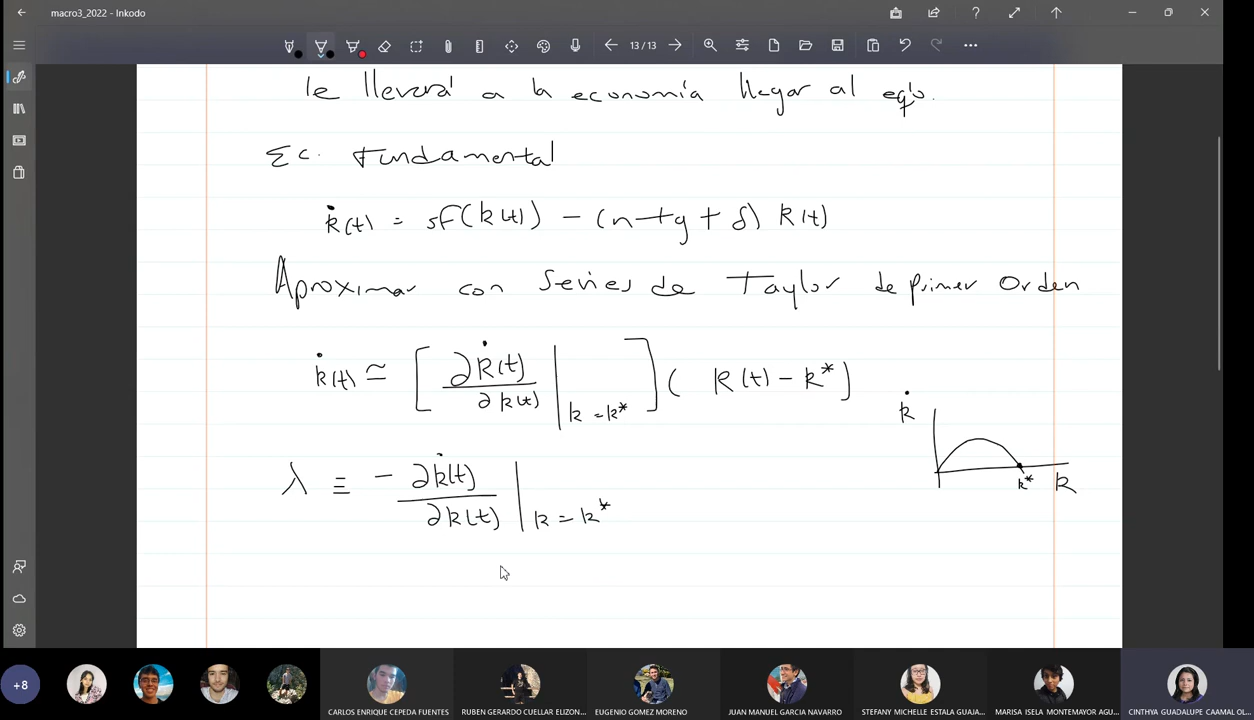 macro3_2022 - Inkodo
13/13
le llevará a la economía llegar al eq'o.
Ec. Fundamental
k̇(t) = sf(k(t)) - (n+g+δ) k(t)
Aproximar con Series de Taylor de primer Orden
k̇(t) ≃ [ ∂k̇(t)/∂k(t) | k=k* ] ( k(t) - k* )
k̇
k* k
λ ≡ - ∂k̇(t)/∂k(t) | k=k*
+8
CARLOS ENRIQUE CEPEDA FUENTES
RUBEN GERARDO CUELLAR ELIZON...
EUGENIO GOMEZ MORENO
JUAN MANUEL GARCIA NAVARRO
STEFANY MICHELLE ESTALA GUAJA...
MARISA ISELA MONTEMAYOR AGU...
CINTHYA GUADALUPE CAAMAL OL...